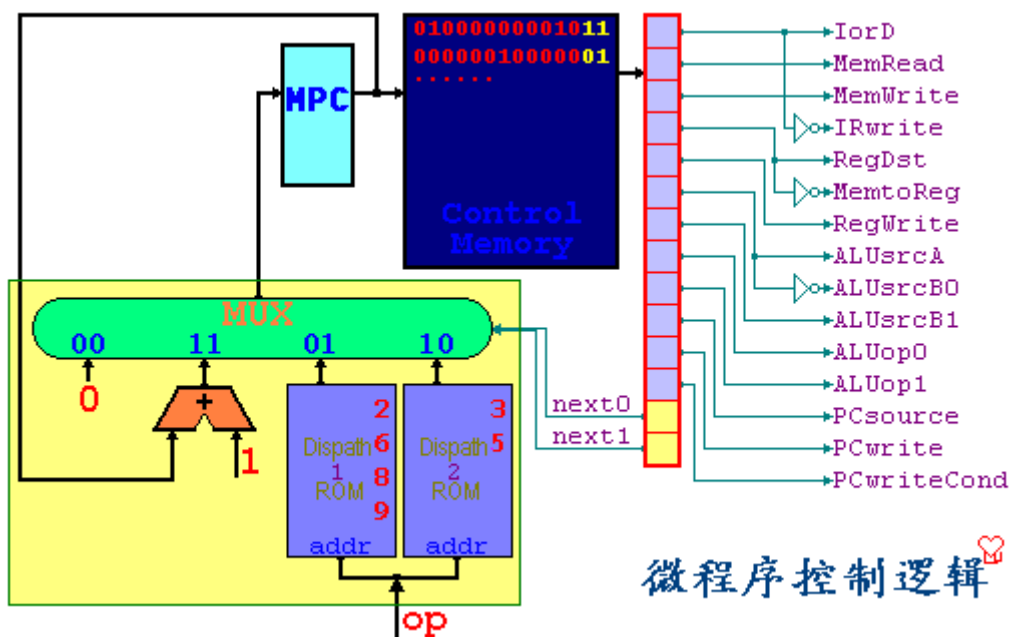 0100000000001011
0000000100000001
......
MPC
Control
Memory
IorD
MemRead
MemWrite
IRwrite
RegDst
MemtoReg
RegWrite
ALUsrcA
ALUsrcB0
ALUsrcB1
ALUop0
ALUop1
PCsource
PCwrite
PCwriteCond
MUX
00 11 01 10
0
+
1
next0
next1
Dispath
1
ROM
2
6
8
9
addr
Dispath
2
ROM
3
5
addr
op
微程序控制逻辑